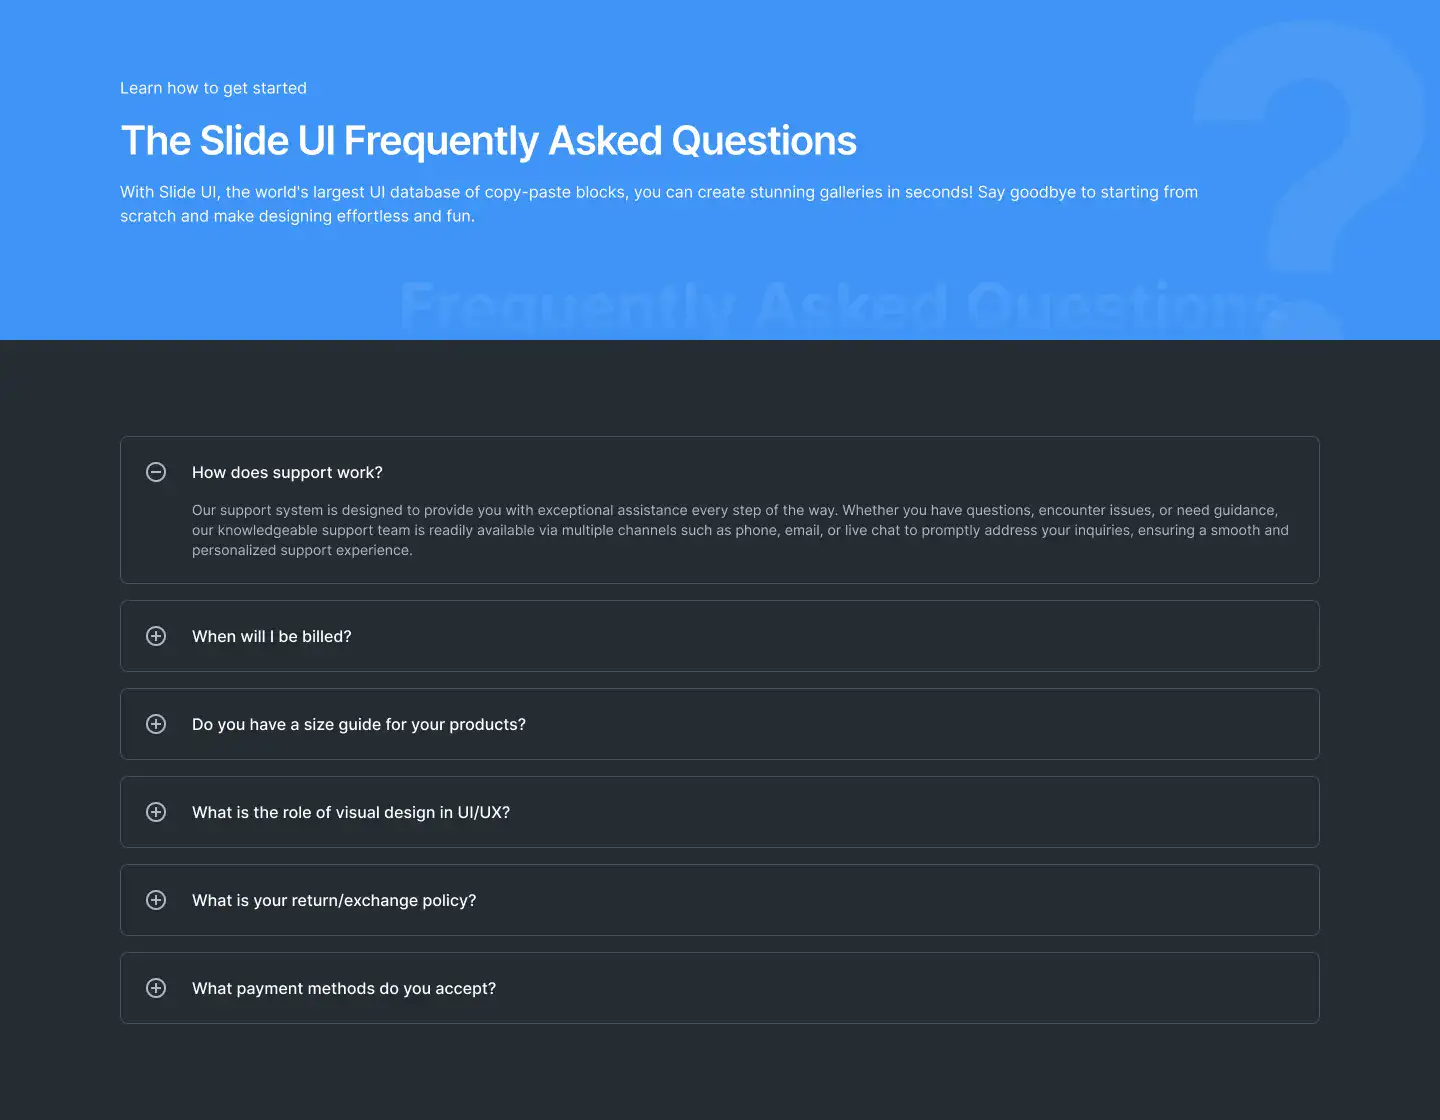 Learn how to get started
The Slide UI Frequently Asked Questions
With Slide UI, the world's largest UI database of copy-paste blocks, you can create stunning galleries in seconds! Say goodbye to starting from
scratch and make designing effortless and fun.
?
Frequently Asked Questions
How does support work?
Our support system is designed to provide you with exceptional assistance every step of the way. Whether you have questions, encounter issues, or need guidance,
our knowledgeable support team is readily available via multiple channels such as phone, email, or live chat to promptly address your inquiries, ensuring a smooth and
personalized support experience.
When will I be billed?
Do you have a size guide for your products?
What is the role of visual design in UI/UX?
What is your return/exchange policy?
What payment methods do you accept?